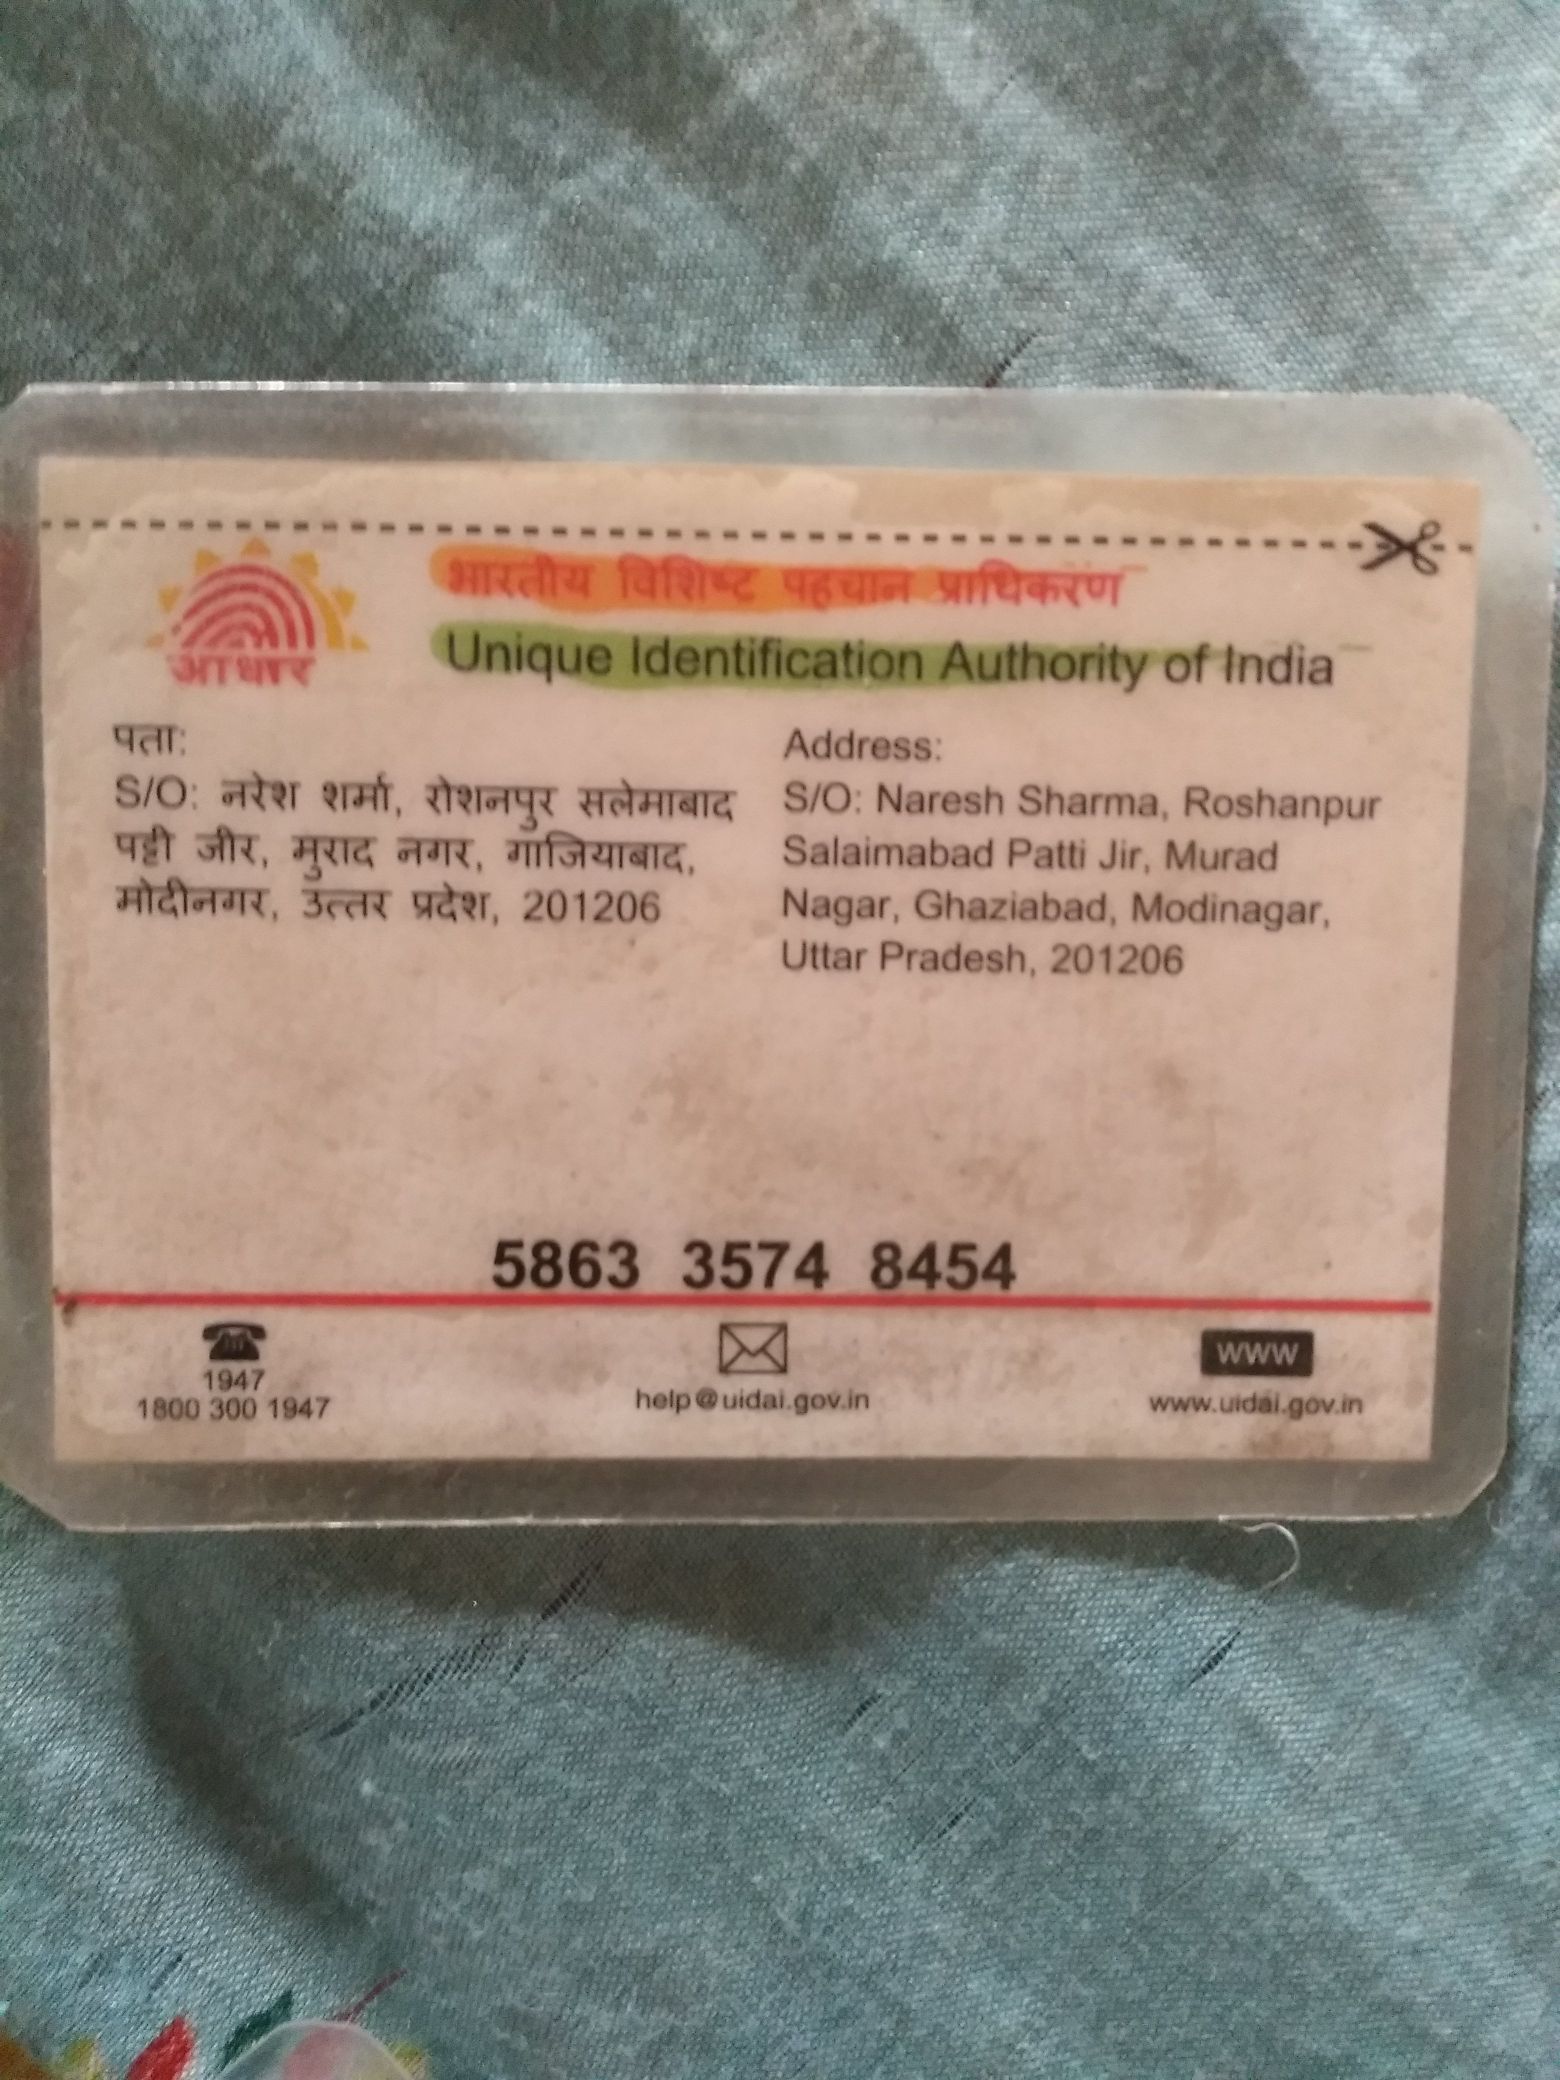 आधार
भारतीय विशिष्ट पहचान प्राधिकरण
Unique Identification Authority of India
पता:
S/O: नरेश शर्मा, रोशनपुर सलेमाबाद
पट्टी जीर, मुराद नगर, गाजियाबाद,
मोदीनगर, उत्तर प्रदेश, 201206
Address:
S/O: Naresh Sharma, Roshanpur
Salaimabad Patti Jir, Murad
Nagar, Ghaziabad, Modinagar,
Uttar Pradesh, 201206
5863 3574 8454
1947
1800 300 1947
help@uidai.gov.in
www
www.uidai.gov.in